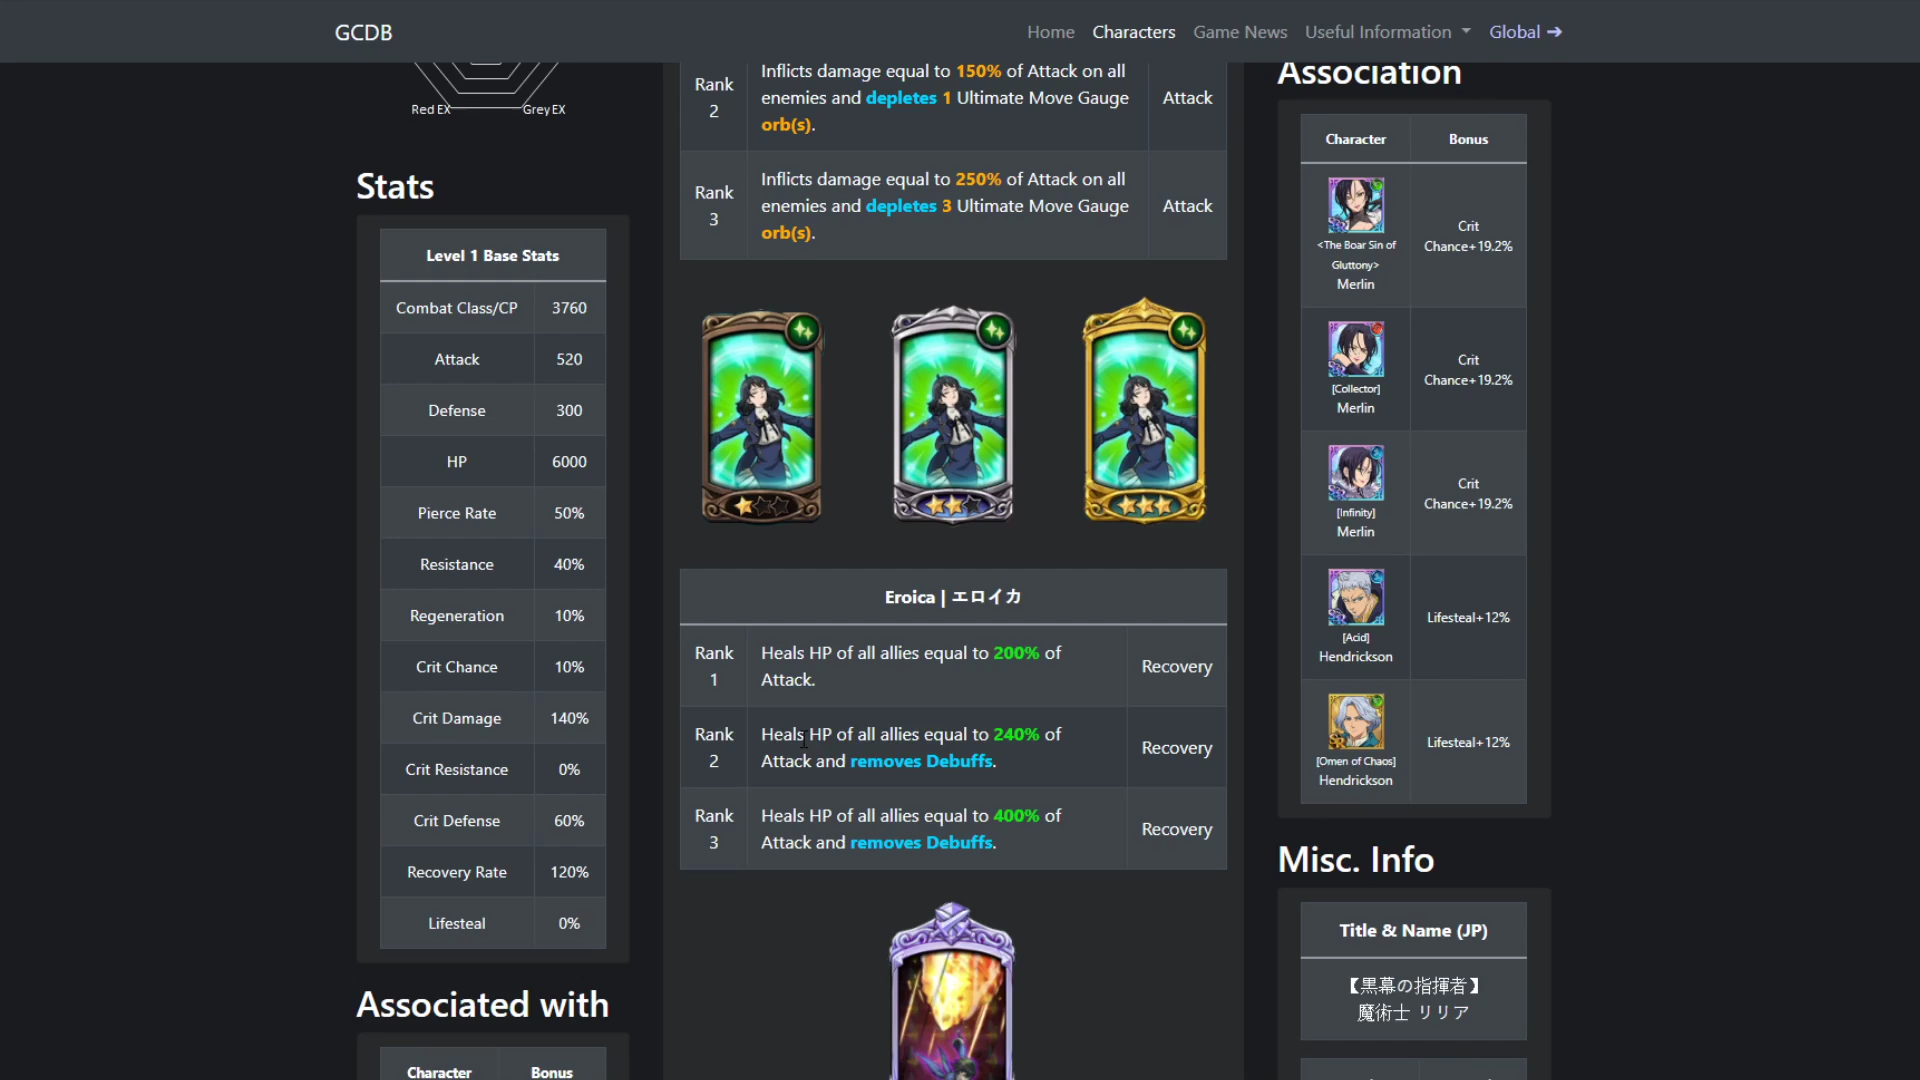 GCDB
Home
Characters
Game News
Useful Information
Global ➔
Red EX
Grey EX
Stats
Level 1 Base Stats
Combat Class/CP 3760
Attack 520
Defense 300
HP 6000
Pierce Rate 50%
Resistance 40%
Regeneration 10%
Crit Chance 10%
Crit Damage 140%
Crit Resistance 0%
Crit Defense 60%
Recovery Rate 120%
Lifesteal 0%
Associated with
Character Bonus
Rank
2
Inflicts damage equal to 150% of Attack on all
enemies and depletes 1 Ultimate Move Gauge
orb(s).
Attack
Rank
3
Inflicts damage equal to 250% of Attack on all
enemies and depletes 3 Ultimate Move Gauge
orb(s).
Attack
Eroica | エロイカ
Rank
1
Heals HP of all allies equal to 200% of
Attack.
Recovery
Rank
2
Heals HP of all allies equal to 240% of
Attack and removes Debuffs.
Recovery
Rank
3
Heals HP of all allies equal to 400% of
Attack and removes Debuffs.
Recovery
Association
Character Bonus
<The Boar Sin of
Gluttony>
Merlin
Crit
Chance+19.2%
[Collector]
Merlin
Crit
Chance+19.2%
[Infinity]
Merlin
Crit
Chance+19.2%
[Acid]
Hendrickson
Lifesteal+12%
[Omen of Chaos]
Hendrickson
Lifesteal+12%
Misc. Info
Title & Name (JP)
【黒幕の指揮者】
魔術士 リリア